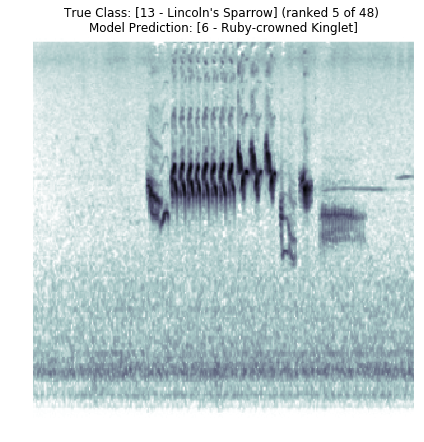 True Class: [13 - Lincoln's Sparrow] (ranked 5 of 48)
Model Prediction: [6 - Ruby-crowned Kinglet]